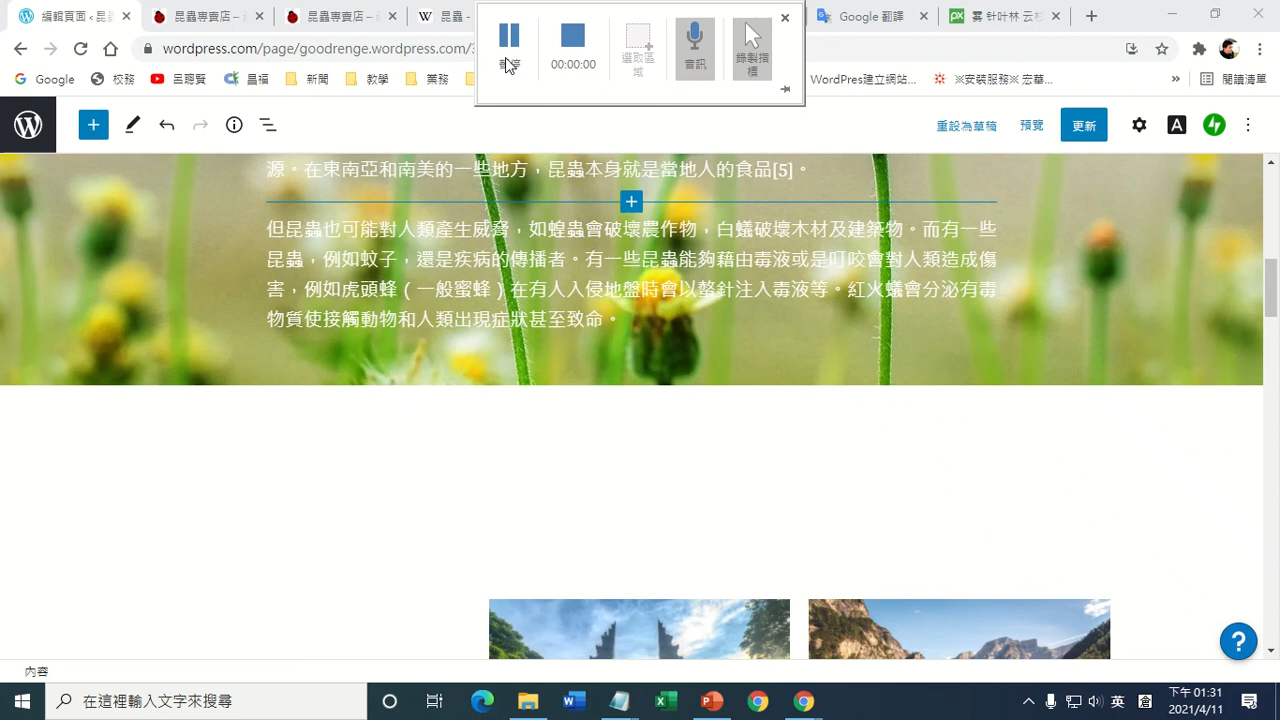 編輯頁面 ‹ 昆
昆蟲專賣店 –
昆蟲專賣店 –
昆蟲 -
Google 翻譯
雾 针叶林 云杉
wordpress.com/page/goodrenge.wordpress.com/
00:00:00
選取區域
音訊
錄製指標
Google
校務
呂聰賢
昌福
新聞
教學
業務
WordPres建立網站...
※安裝服務※ 宏華...
»
閱讀清單
重設為草稿
預覽
更新
源。在東南亞和南美的一些地方，昆蟲本身就是當地人的食品[5]。
但昆蟲也可能對人類產生威脅，如蝗蟲會破壞農作物，白蟻破壞木材及建築物。而有一些
昆蟲，例如蚊子，還是疾病的傳播者。有一些昆蟲能夠藉由毒液或是叮咬會對人類造成傷
害，例如虎頭蜂（一般蜜蜂）在有人入侵地盤時會以螫針注入毒液等。紅火蟻會分泌有毒
物質使接觸動物和人類出現症狀甚至致命。
內容
在這裡輸入文字來搜尋
英
下午 01:31
2021/4/11